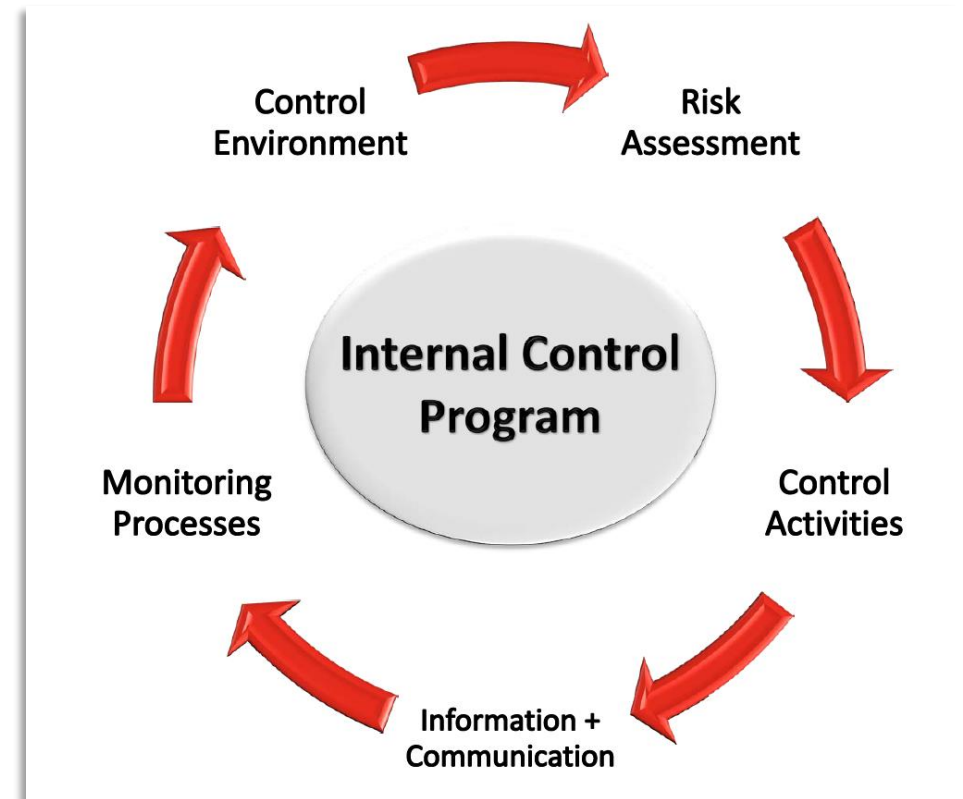 Control
Environment
Risk
Assessment
Internal Control
Program
Monitoring
Processes
Control
Activities
Information +
Communication